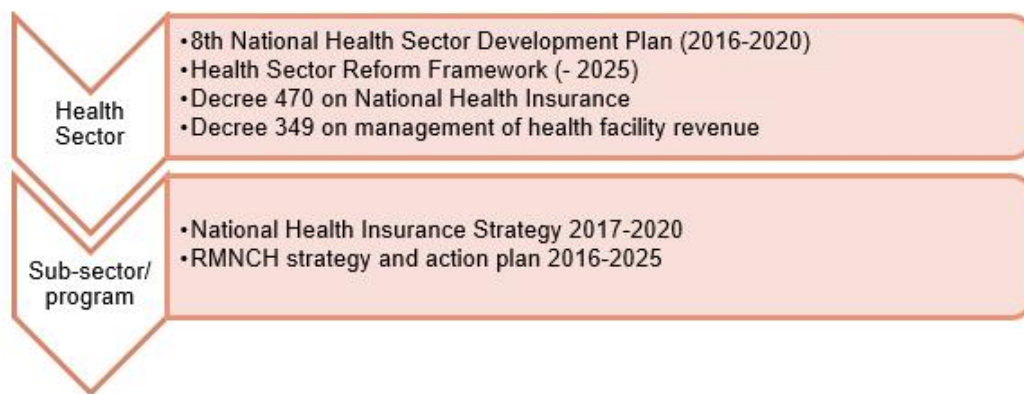 Health
Sector
•8th National Health Sector Development Plan (2016-2020)
•Health Sector Reform Framework (- 2025)
•Decree 470 on National Health Insurance
•Decree 349 on management of health facility revenue
Sub-sector/
program
•National Health Insurance Strategy 2017-2020
•RMNCH strategy and action plan 2016-2025